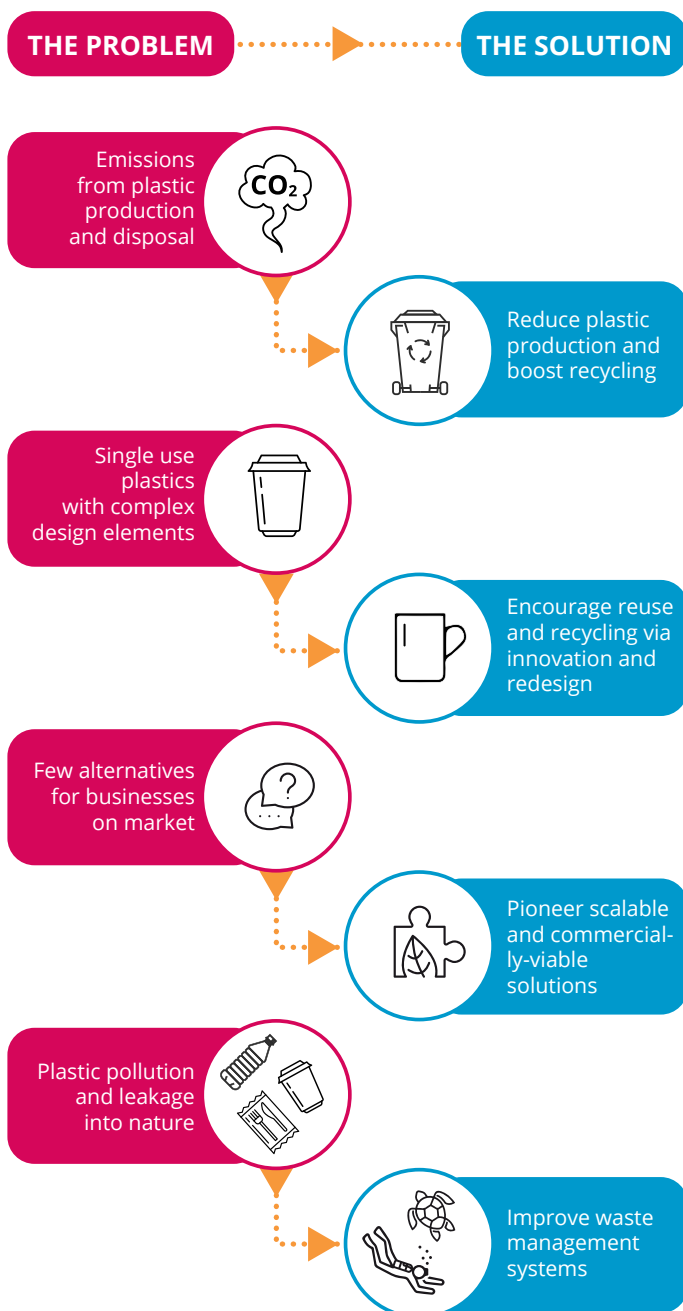 THE PROBLEM
THE SOLUTION
Emissions
from plastic
production
and disposal
CO₂
Reduce plastic
production and
boost recycling
Single use
plastics
with complex
design elements
Encourage reuse
and recycling via
innovation and
redesign
Few alternatives
for businesses
on market
?
...
Pioneer scalable
and commercial-
ly-viable
solutions
Plastic pollution
and leakage
into nature
Improve waste
management
systems